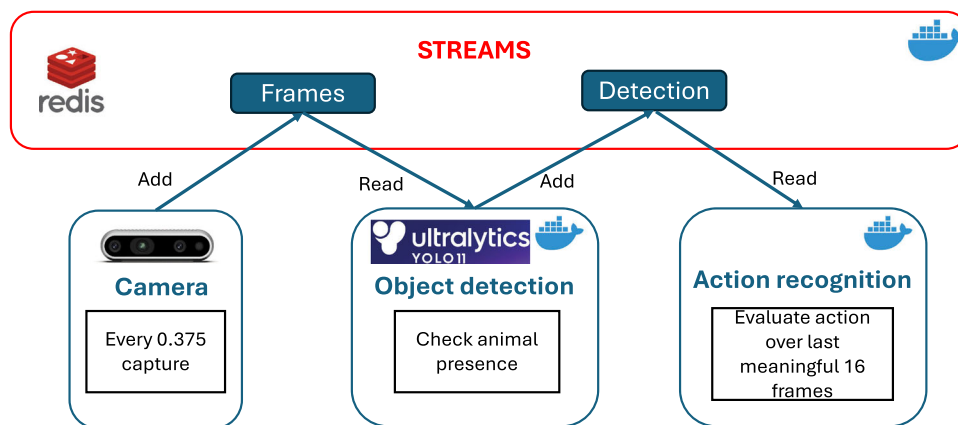 STREAMS
redis
Frames
Detection
Add
Read
Add
Read
ultralytics
YOLO11
Camera
Object detection
Action recognition
Every 0.375
capture
Check animal
presence
Evaluate action
over last
meaningful 16
frames